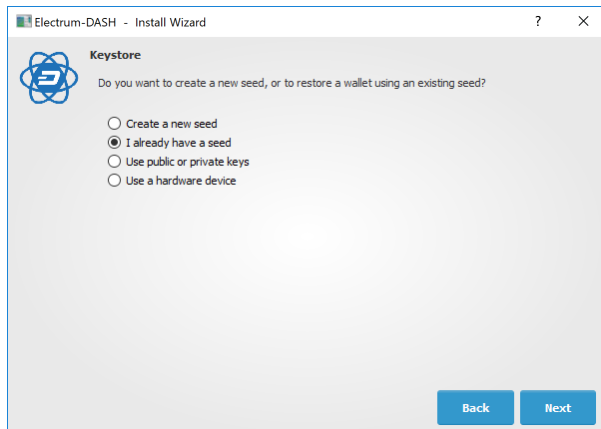 Electrum-DASH - Install Wizard
Keystore
Do you want to create a new seed, or to restore a wallet using an existing seed?
Create a new seed
I already have a seed
Use public or private keys
Use a hardware device
Back Next